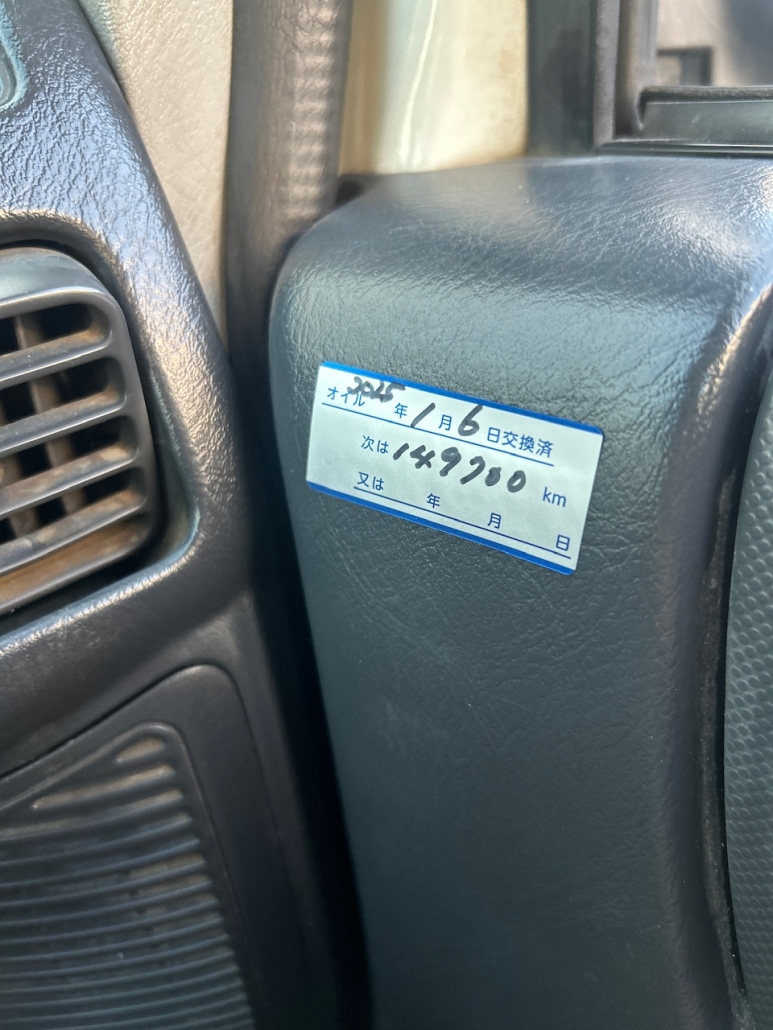 オイル 2025 年 1 月 6 日交換済
次は 149700 km
又は 年 月 日